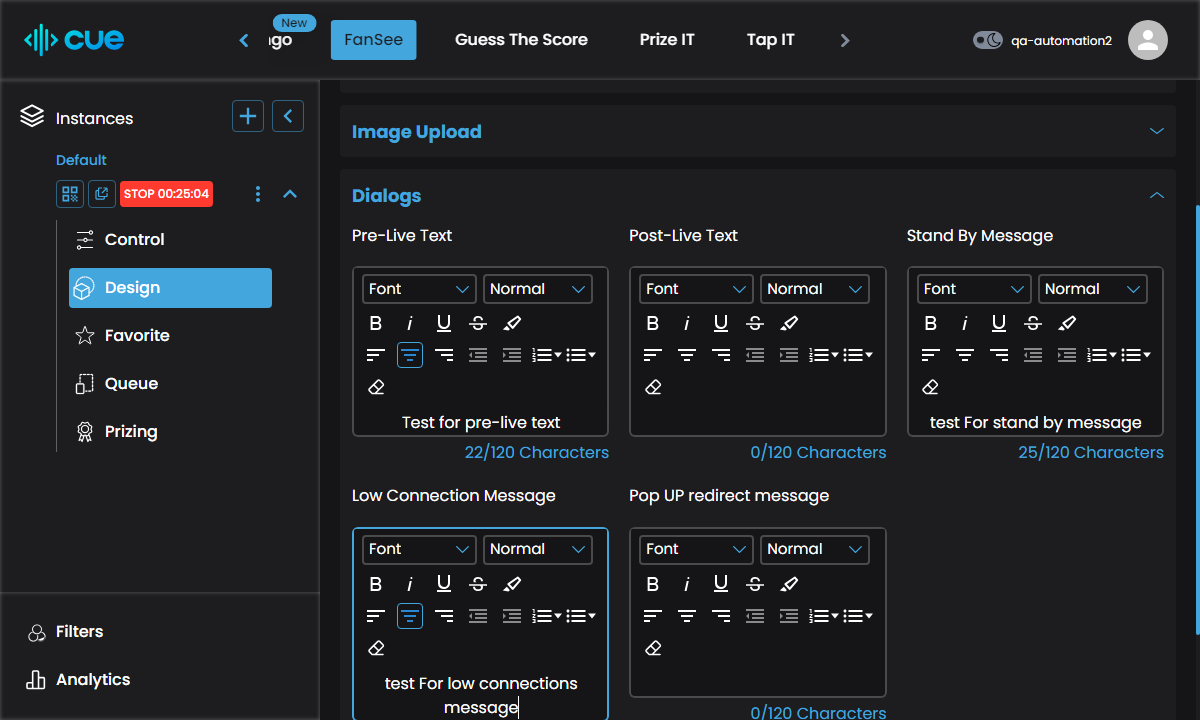 cue
ngo
New
FanSee
Guess The Score
Prize IT
Tap IT
qa-automation2
Instances
Default
STOP 00:25:04
Control
Design
Favorite
Queue
Prizing
Filters
Analytics
Image Upload
Dialogs
Pre-Live Text
Post-Live Text
Stand By Message
Font
Normal
Font
Normal
Font
Normal
B i U S
B i U S
B i U S
Test for pre-live text
test For stand by message
22/120 Characters
0/120 Characters
25/120 Characters
Low Connection Message
Pop UP redirect message
Font
Normal
Font
Normal
B i U S
B i U S
test For low connections
message
0/120 Characters